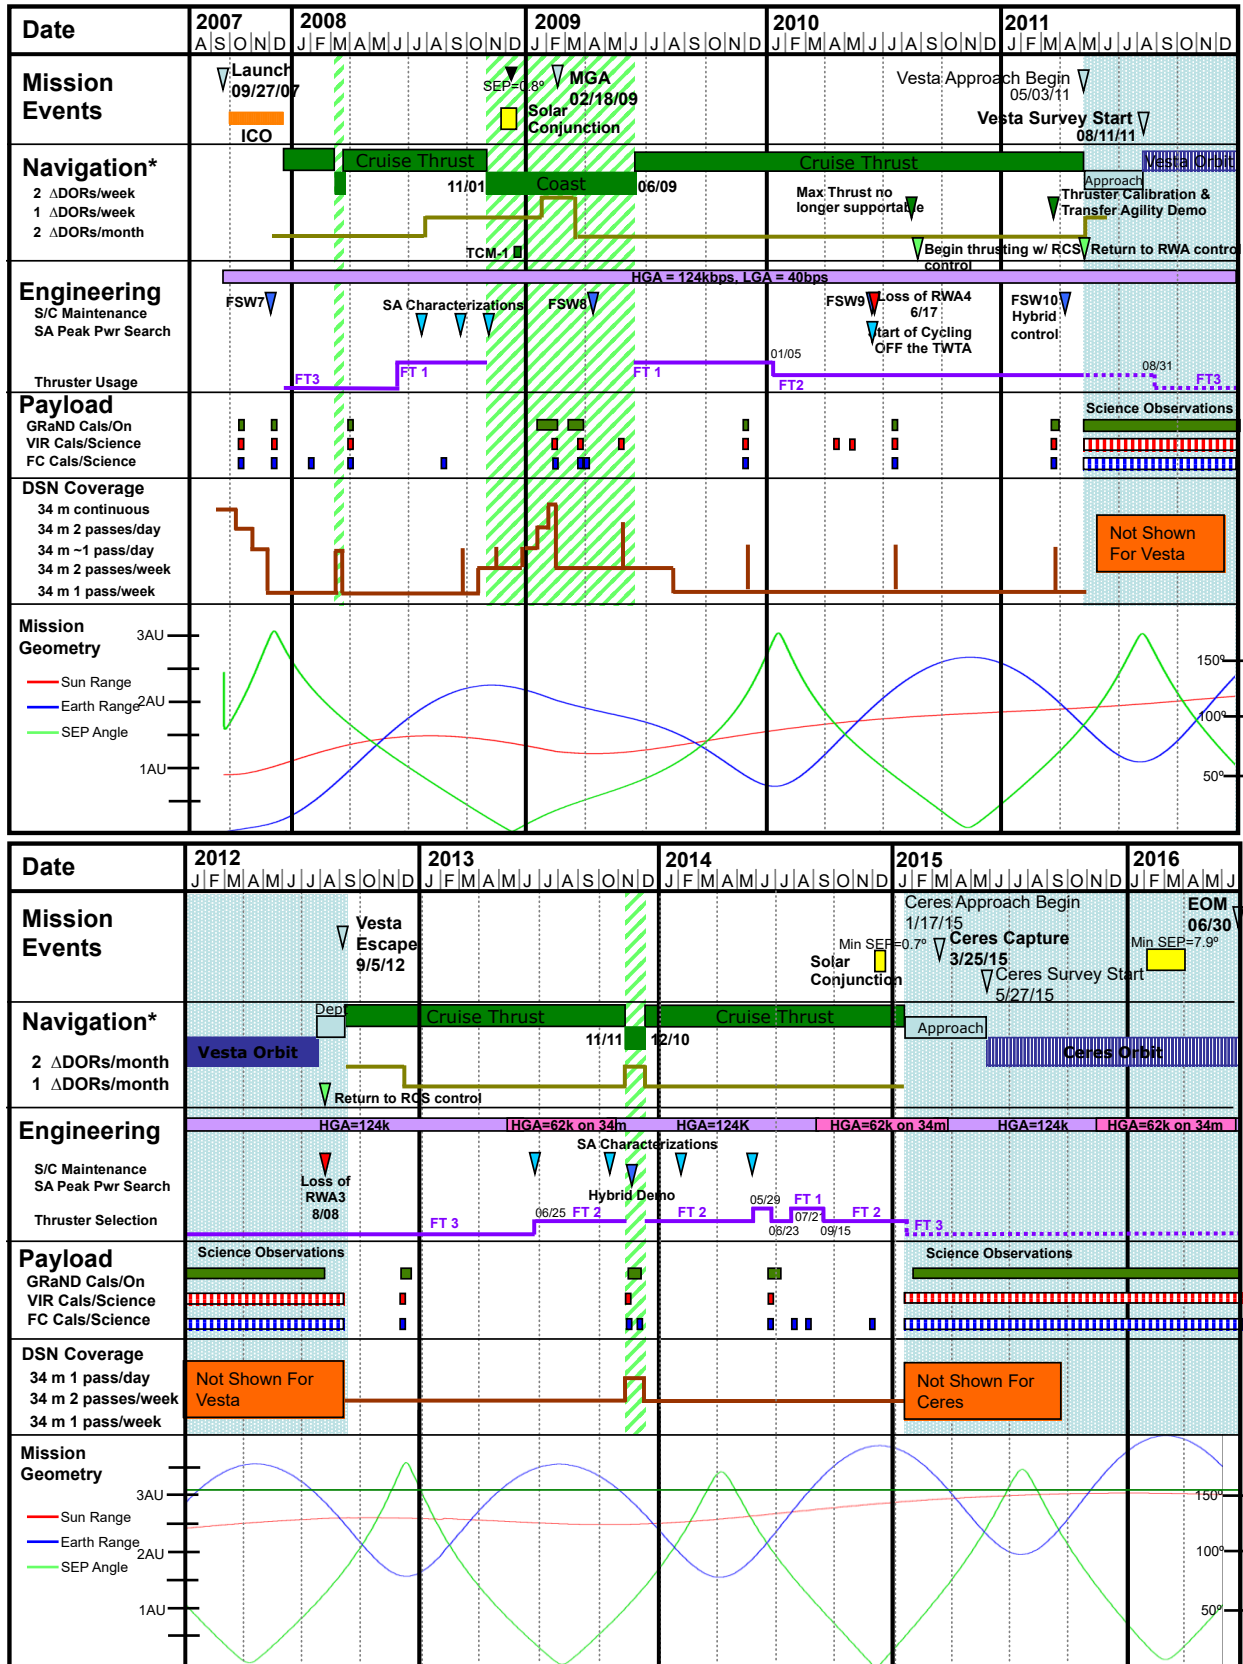 Date
2007 2008 2009 2010 2011
A S O N D J F M A M J J A S O N D J F M A M J J A S O N D J F M A M J J A S O N D J F M A M J J A S O N D
Mission
Events
Launch
09/27/07
ICO
SEP=0.8º
MGA
02/18/09
Solar
Conjunction
Vesta Approach Begin
05/03/11
Vesta Survey Start
08/11/11
Navigation*
2 ΔDORs/week
1 ΔDORs/week
2 ΔDORs/month
Cruise Thrust
11/01
Coast
06/09
Cruise Thrust
Vesta Orbit
Approach
Max Thrust no
longer supportable
Thruster Calibration &
Transfer Agility Demo
TCM-1
Begin thrusting w/ RCS
control
Return to RWA control
HGA = 124kbps, LGA = 40bps
Engineering
S/C Maintenance
SA Peak Pwr Search
FSW7
SA Characterizations
FSW8
FSW9
Loss of RWA4
6/17
Start of Cycling
OFF the TWTA
FSW10
Hybrid
control
Thruster Usage
FT3
FT 1
FT 1
01/05
FT2
08/31
FT3
Payload
GRaND Cals/On
VIR Cals/Science
FC Cals/Science
Science Observations
DSN Coverage
34 m continuous
34 m 2 passes/day
34 m ~1 pass/day
34 m 2 passes/week
34 m 1 pass/week
Not Shown
For Vesta
Mission
Geometry
Sun Range
Earth Range
SEP Angle
3AU
2AU
1AU
150º
100º
50º
Date
2012 2013 2014 2015 2016
J F M A M J J A S O N D J F M A M J J A S O N D J F M A M J J A S O N D J F M A M J J A S O N D J F M A M J
Mission
Events
Vesta
Escape
9/5/12
Min SEP=0.7º
Solar
Conjunction
Ceres Approach Begin
1/17/15
Ceres Capture
3/25/15
Ceres Survey Start
5/27/15
EOM
06/30
Min SEP=7.9º
Navigation*
2 ΔDORs/month
1 ΔDORs/month
Dept
Vesta Orbit
Cruise Thrust
11/11
12/10
Cruise Thrust
Approach
Ceres Orbit
Return to RCS control
Engineering
S/C Maintenance
SA Peak Pwr Search
HGA=124k
HGA=62k on 34m
HGA=124K
HGA=62k on 34m
HGA=124k
HGA=62k on 34m
SA Characterizations
Loss of
RWA3
8/08
Hybrid Demo
Thruster Selection
FT 3
06/25
FT 2
FT 2
05/29
06/23
FT 1
07/21
09/15
FT 2
FT 3
Payload
GRaND Cals/On
VIR Cals/Science
FC Cals/Science
Science Observations
Science Observations
DSN Coverage
34 m 1 pass/day
34 m 2 passes/week
34 m 1 pass/week
Not Shown For
Vesta
Not Shown For
Ceres
Mission
Geometry
Sun Range
Earth Range
SEP Angle
3AU
2AU
1AU
150º
100º
50º